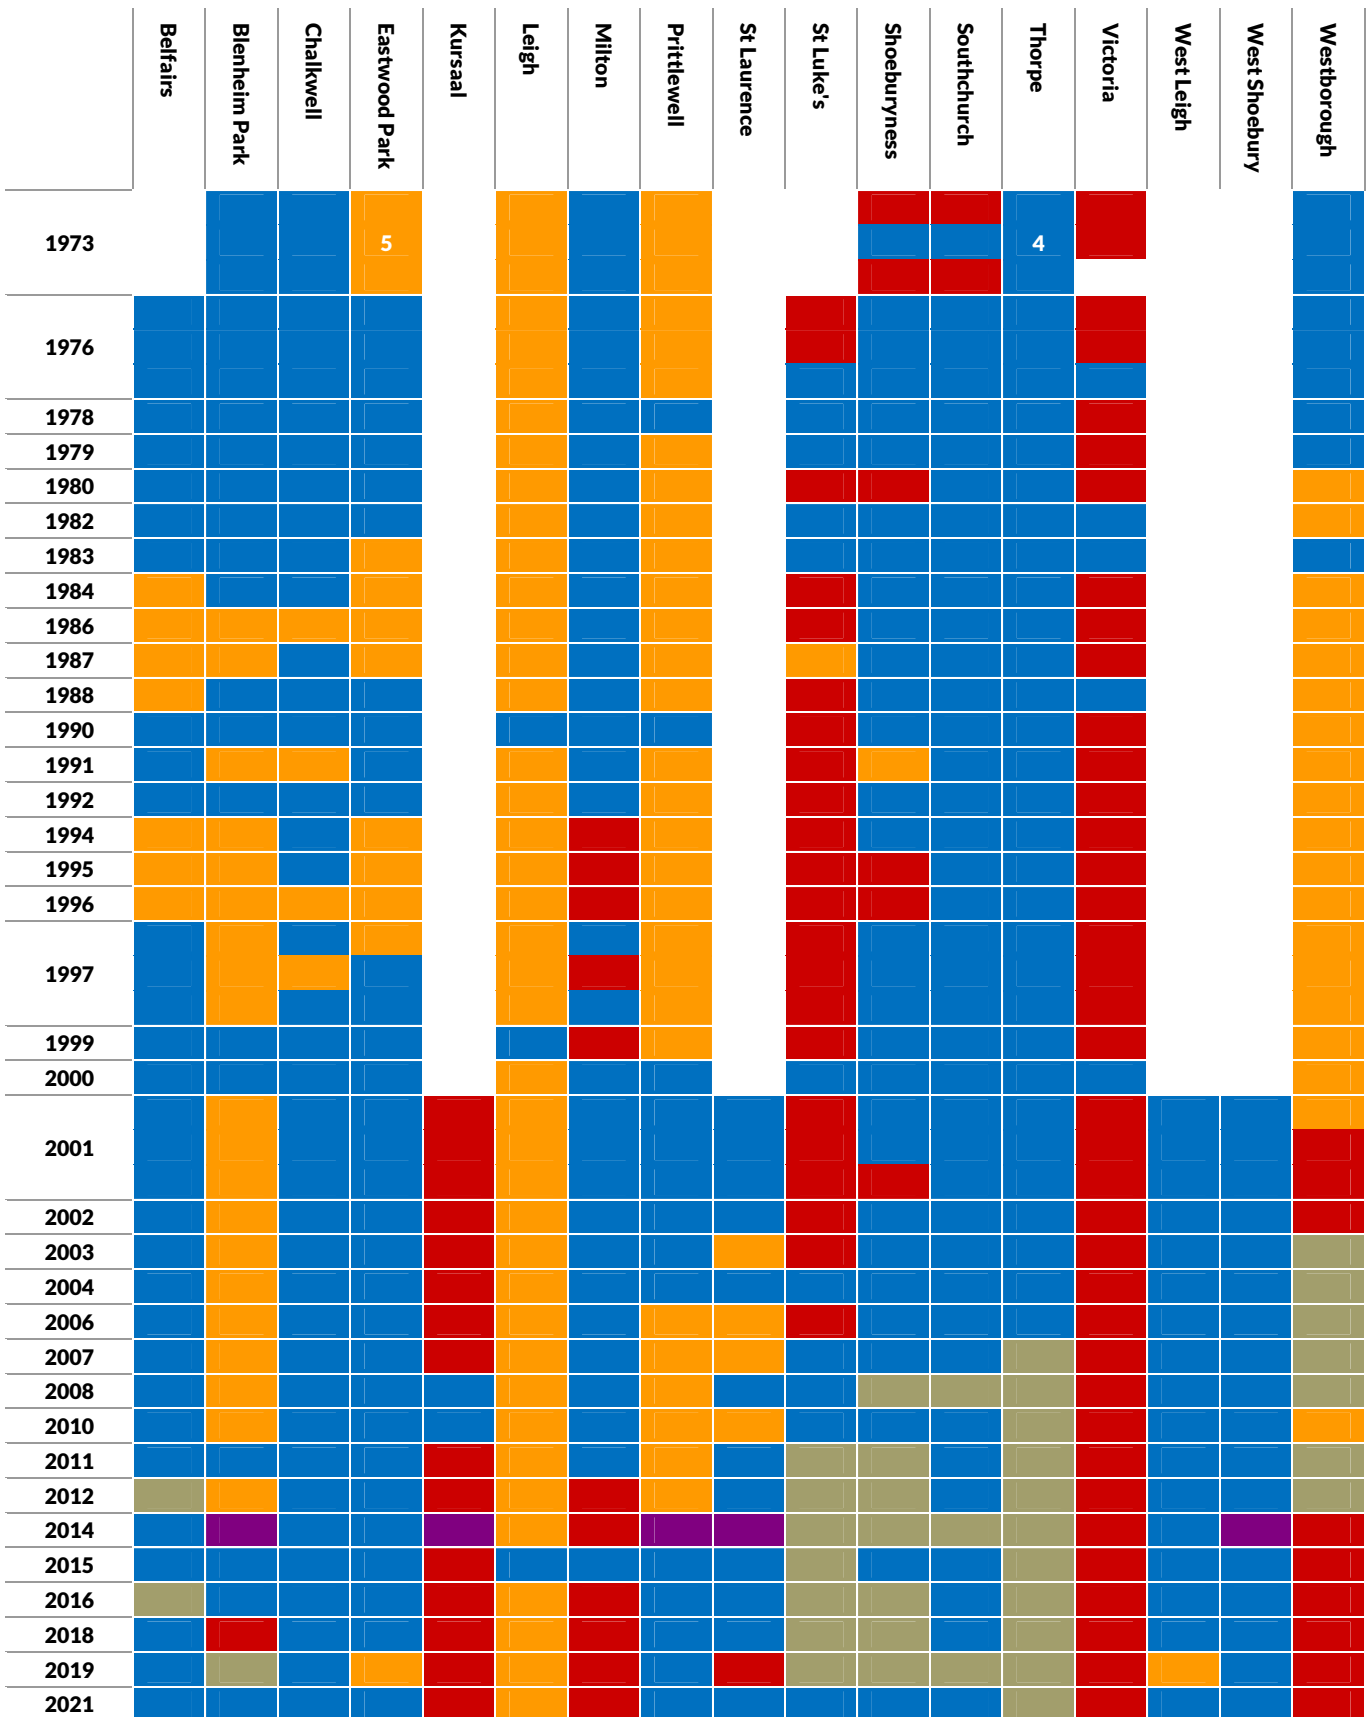 Belfairs
Blenheim Park
Chalkwell
Eastwood Park
Kursaal
Leigh
Milton
Prittlewell
St Laurence
St Luke's
Shoeburyness
Southchurch
Thorpe
Victoria
West Leigh
West Shoebury
Westborough
1973
5
4
1976
1978
1979
1980
1982
1983
1984
1986
1987
1988
1990
1991
1992
1994
1995
1996
1997
1999
2000
2001
2002
2003
2004
2006
2007
2008
2010
2011
2012
2014
2015
2016
2018
2019
2021